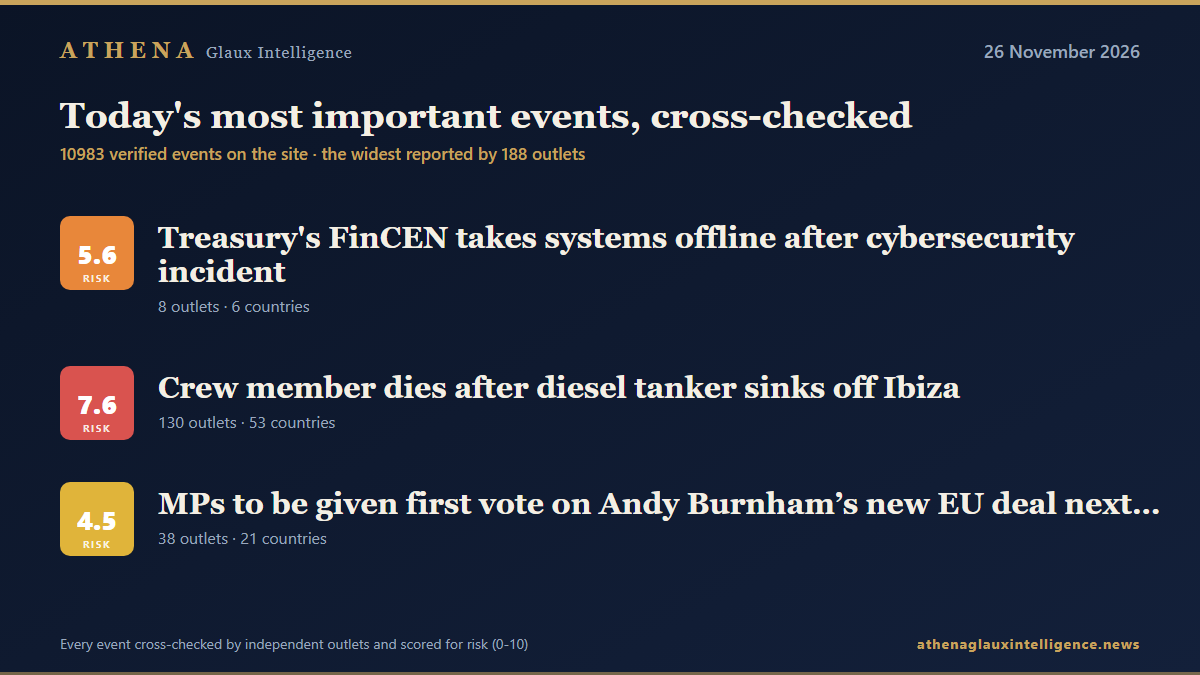 ATHENA Glaux Intelligence
26 November 2026
Today's most important events, cross-checked
10983 verified events on the site · the widest reported by 188 outlets
5.6
RISK
Treasury's FinCEN takes systems offline after cybersecurity
incident
8 outlets · 6 countries
7.6
RISK
Crew member dies after diesel tanker sinks off Ibiza
130 outlets · 53 countries
4.5
RISK
MPs to be given first vote on Andy Burnham’s new EU deal next...
38 outlets · 21 countries
Every event cross-checked by independent outlets and scored for risk (0-10)
athenaglauxintelligence.news